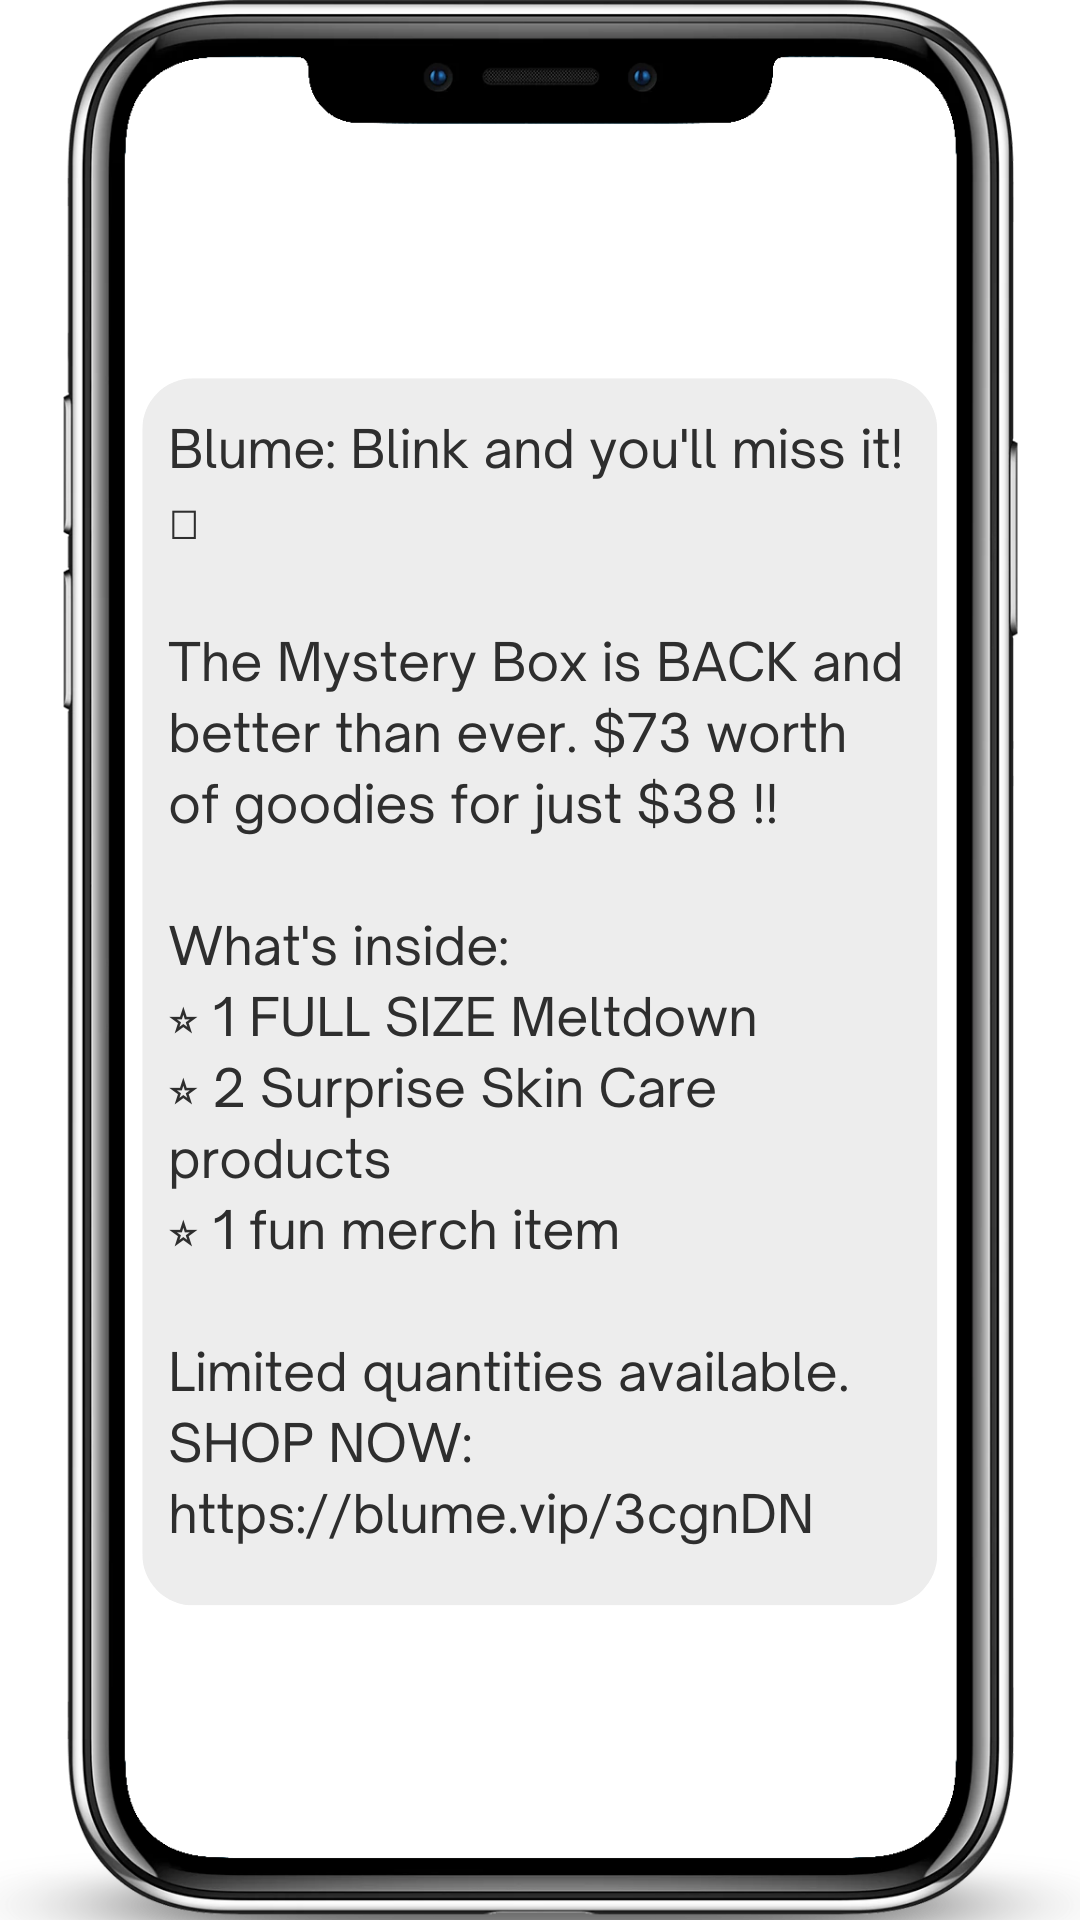 Blume: Blink and you'll miss it!
□
The Mystery Box is BACK and
better than ever. $73 worth
of goodies for just $38 !!
What's inside:
☆ 1 FULL SIZE Meltdown
☆ 2 Surprise Skin Care
products
☆ 1 fun merch item
Limited quantities available.
SHOP NOW:
https://blume.vip/3cgnDN